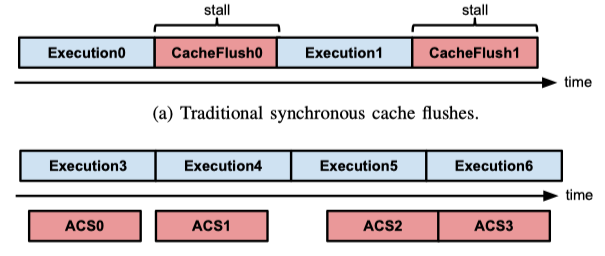 stall stall
Execution0 CacheFlush0 Execution1 CacheFlush1
time
(a) Traditional synchronous cache flushes.
Execution3 Execution4 Execution5 Execution6
time
ACS0 ACS1 ACS2 ACS3